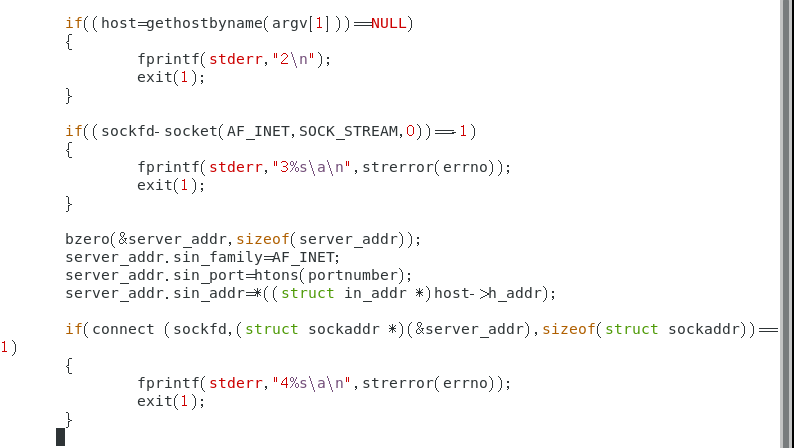 if((host=gethostbyname(argv[1]))==NULL)
{
fprintf(stderr,"2\n");
exit(1);
}
if((sockfd-socket(AF_INET,SOCK_STREAM,0))==-1)
{
fprintf(stderr,"3%s\a\n",strerror(errno));
exit(1);
}
bzero(&server_addr,sizeof(server_addr));
server_addr.sin_family=AF_INET;
server_addr.sin_port=htons(portnumber);
server_addr.sin_addr=*((struct in_addr *)host->h_addr);
if(connect (sockfd,(struct sockaddr *)(&server_addr),sizeof(struct sockaddr))==
1)
{
fprintf(stderr,"4%s\a\n",strerror(errno));
exit(1);
}